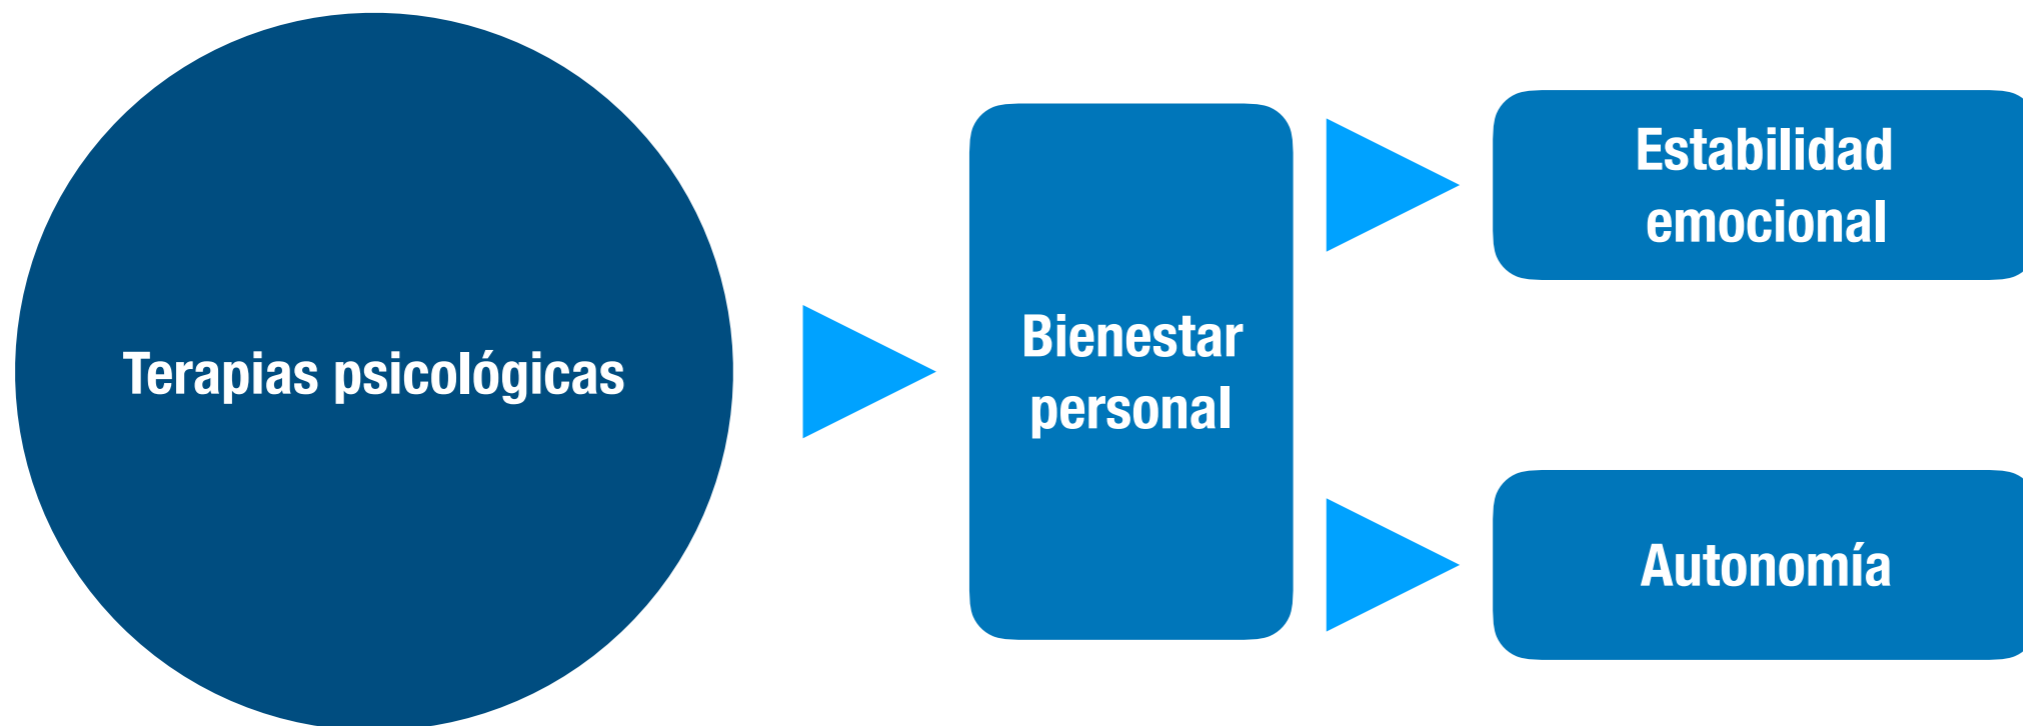 Terapias psicológicas
Bienestar
personal
Estabilidad
emocional
Autonomía